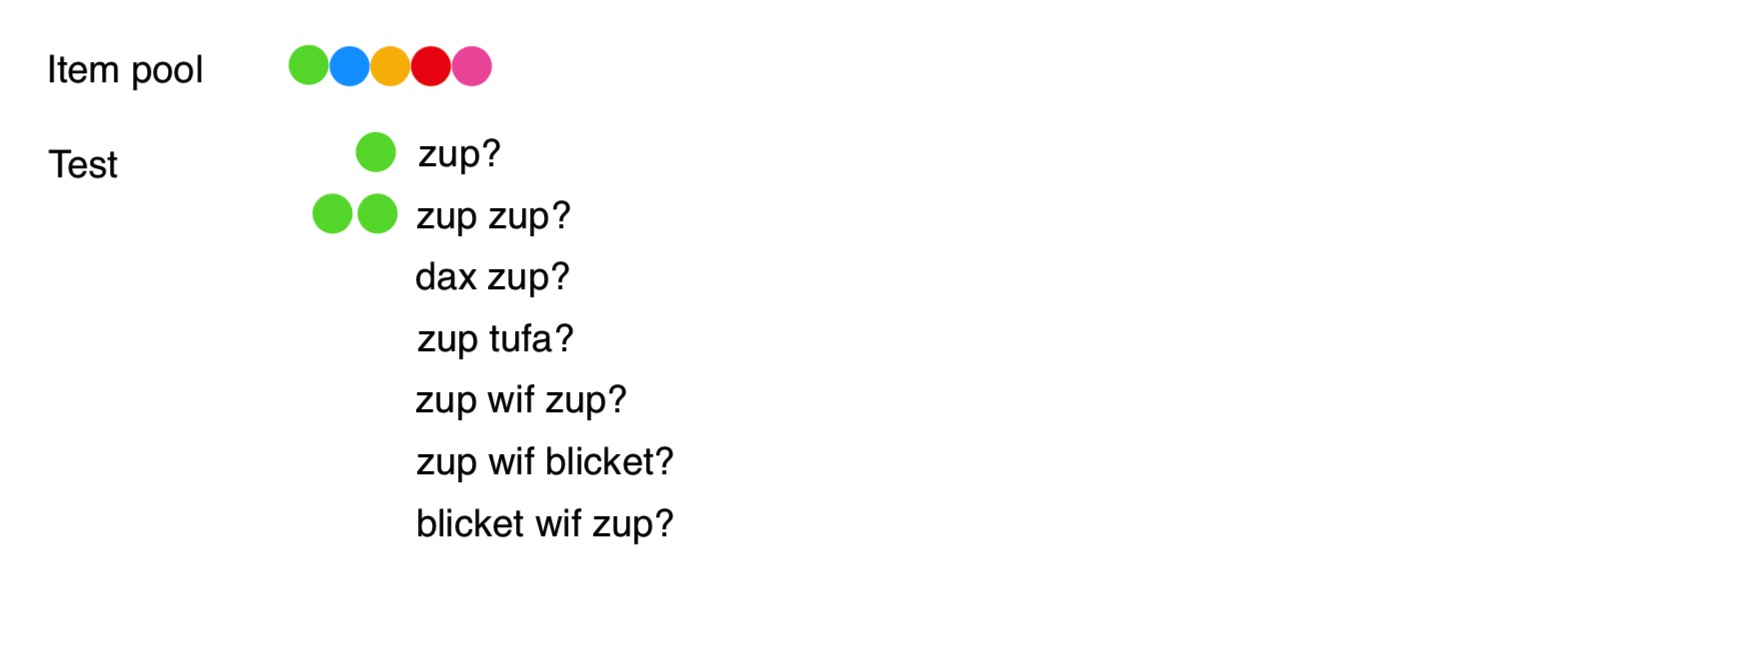 Item pool
Test
zup?
zup zup?
dax zup?
zup tufa?
zup wif zup?
zup wif blicket?
blicket wif zup?